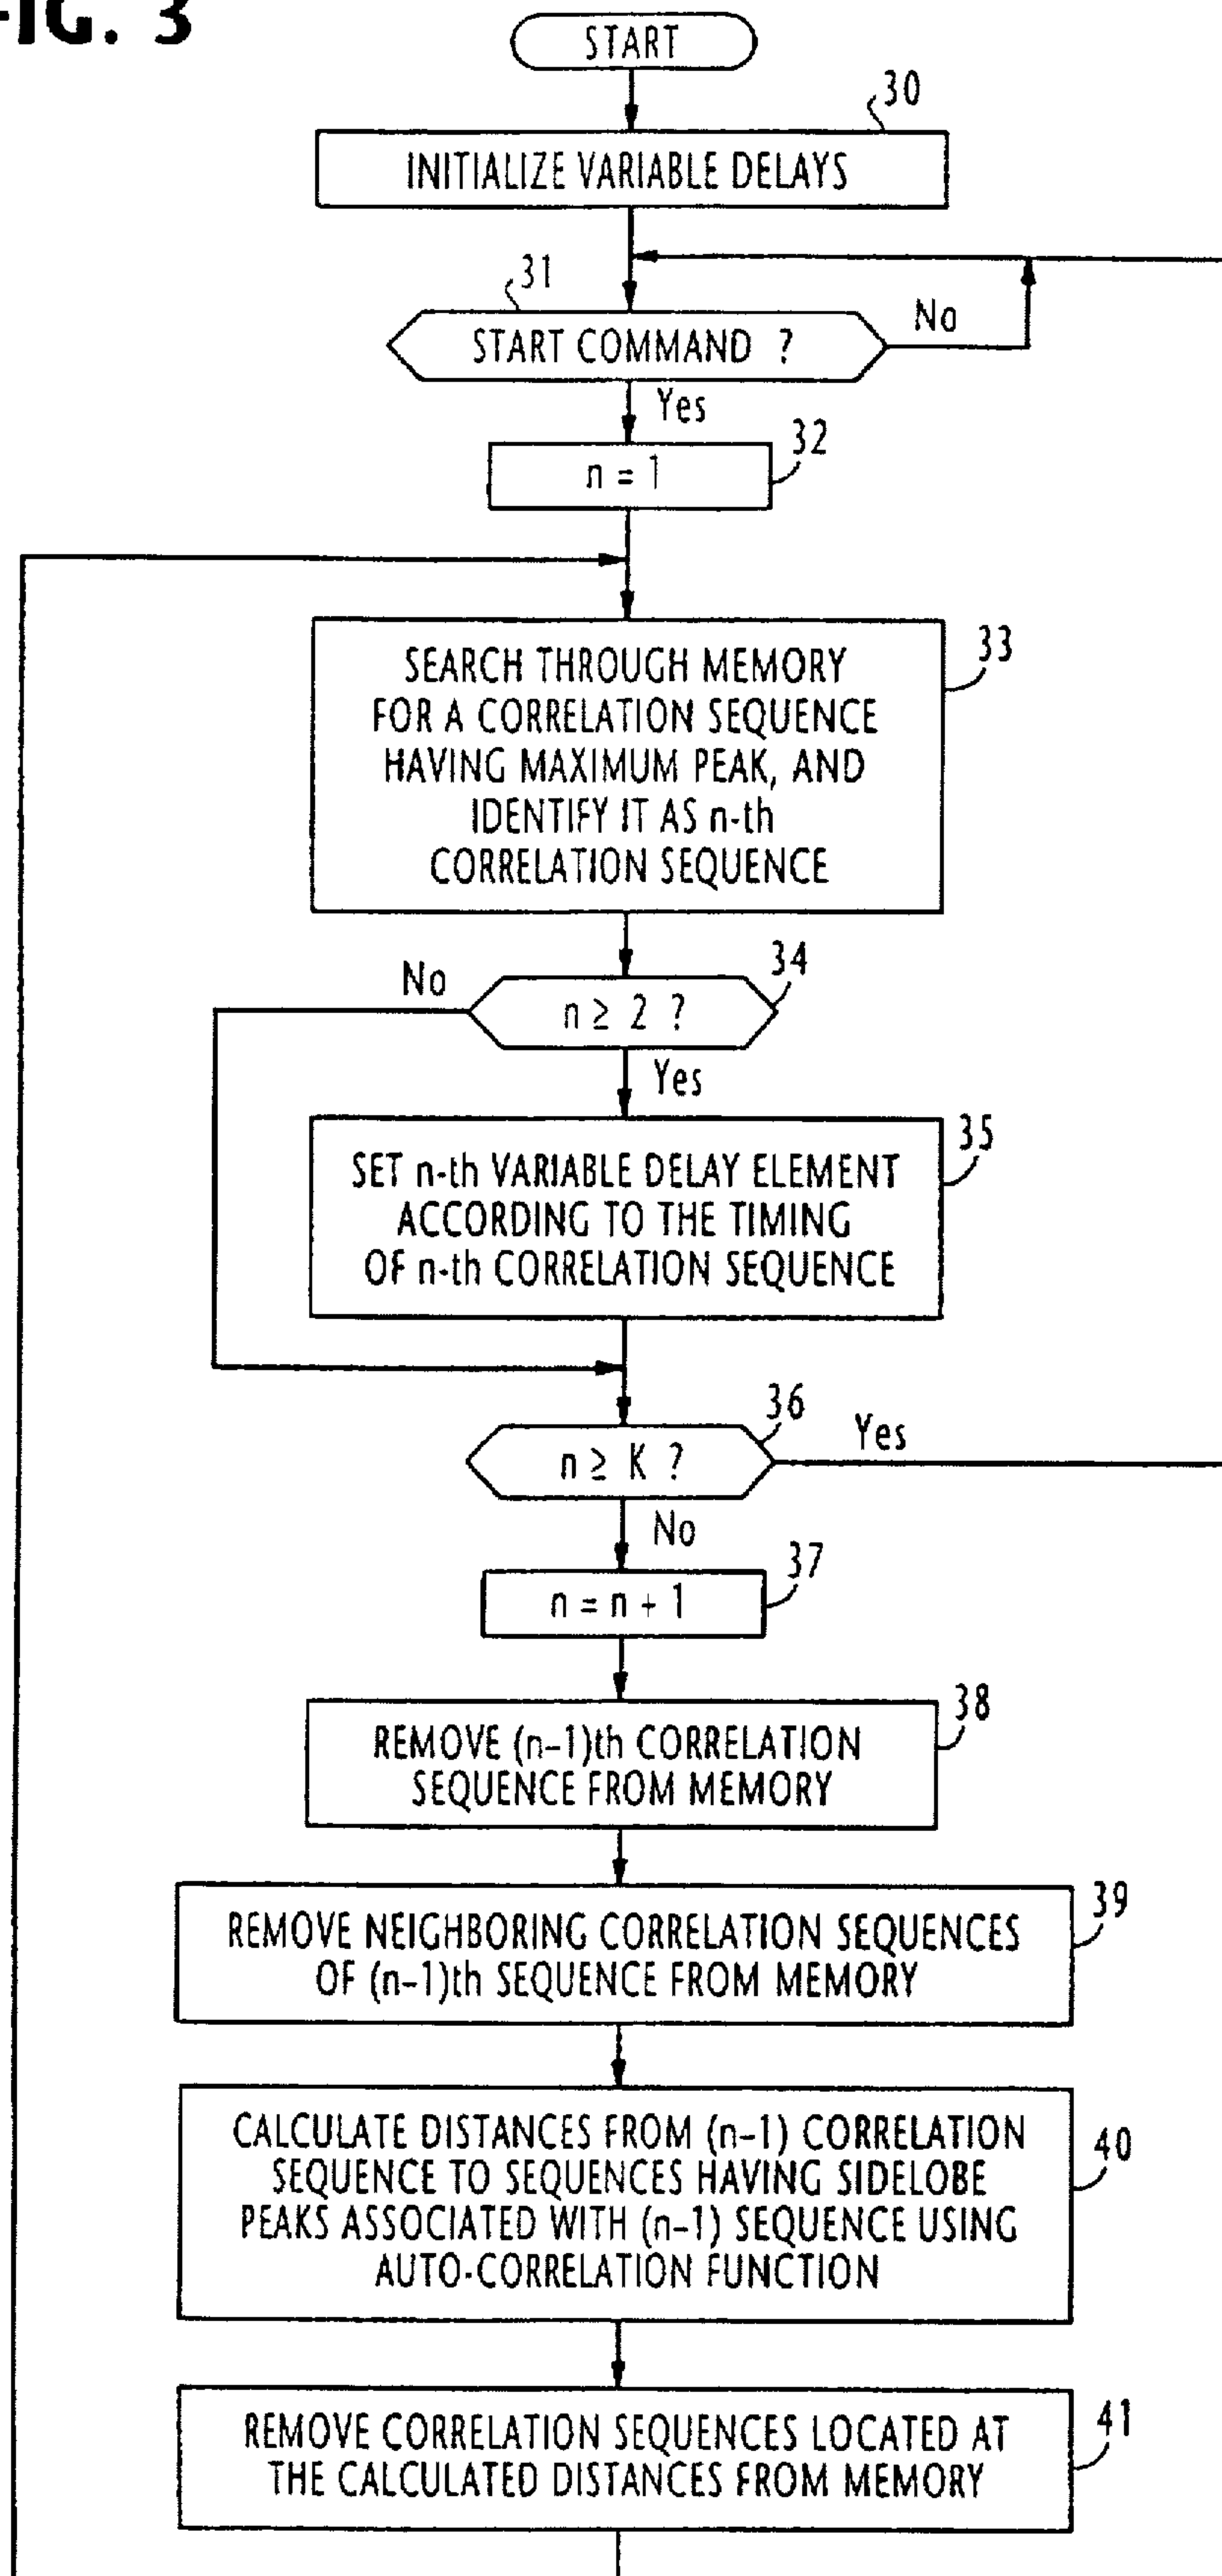 FIG. 3
START
30
INITIALIZE VARIABLE DELAYS
31
START COMMAND ?
No
Yes
32
n = 1
33
SEARCH THROUGH MEMORY
FOR A CORRELATION SEQUENCE
HAVING MAXIMUM PEAK, AND
IDENTIFY IT AS n-th
CORRELATION SEQUENCE
34
No
n ≥ 2 ?
Yes
35
SET n-th VARIABLE DELAY ELEMENT
ACCORDING TO THE TIMING
OF n-th CORRELATION SEQUENCE
36
n ≥ K ?
Yes
No
37
n = n + 1
38
REMOVE (n-1)th CORRELATION
SEQUENCE FROM MEMORY
39
REMOVE NEIGHBORING CORRELATION SEQUENCES
OF (n-1)th SEQUENCE FROM MEMORY
40
CALCULATE DISTANCES FROM (n-1) CORRELATION
SEQUENCE TO SEQUENCES HAVING SIDELOBE
PEAKS ASSOCIATED WITH (n-1) SEQUENCE USING
AUTO-CORRELATION FUNCTION
41
REMOVE CORRELATION SEQUENCES LOCATED AT
THE CALCULATED DISTANCES FROM MEMORY